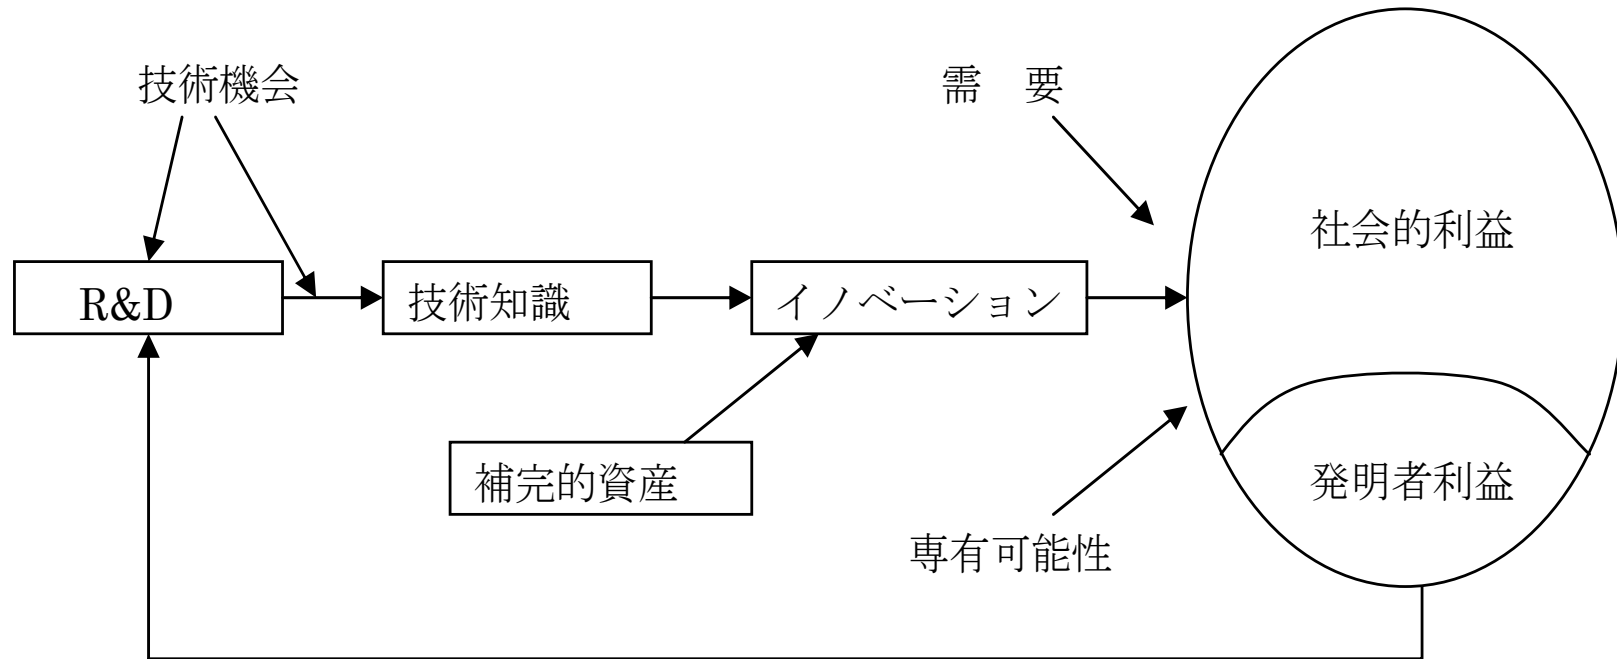 技術機会
需　要
社会的利益
R&D
技術知識
イノベーション
補完的資産
発明者利益
専有可能性